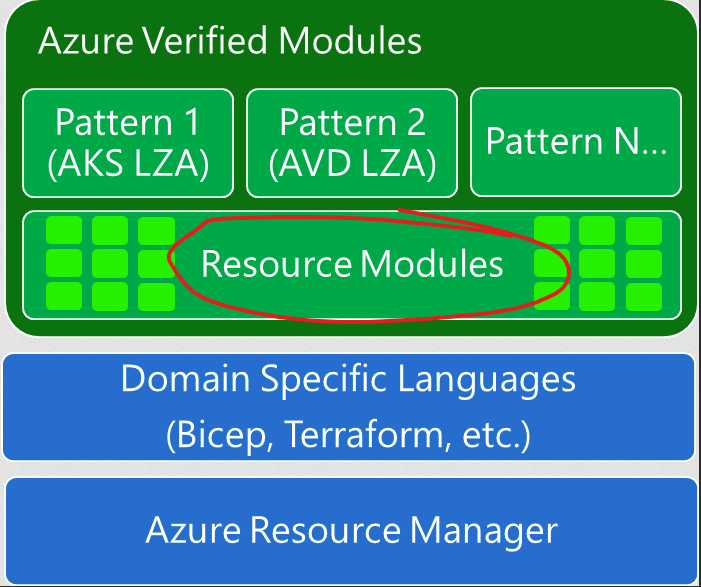 Azure Verified Modules
Pattern 1
(AKS LZA)
Pattern 2
(AVD LZA)
Pattern N...
Resource Modules
Domain Specific Languages
(Bicep, Terraform, etc.)
Azure Resource Manager